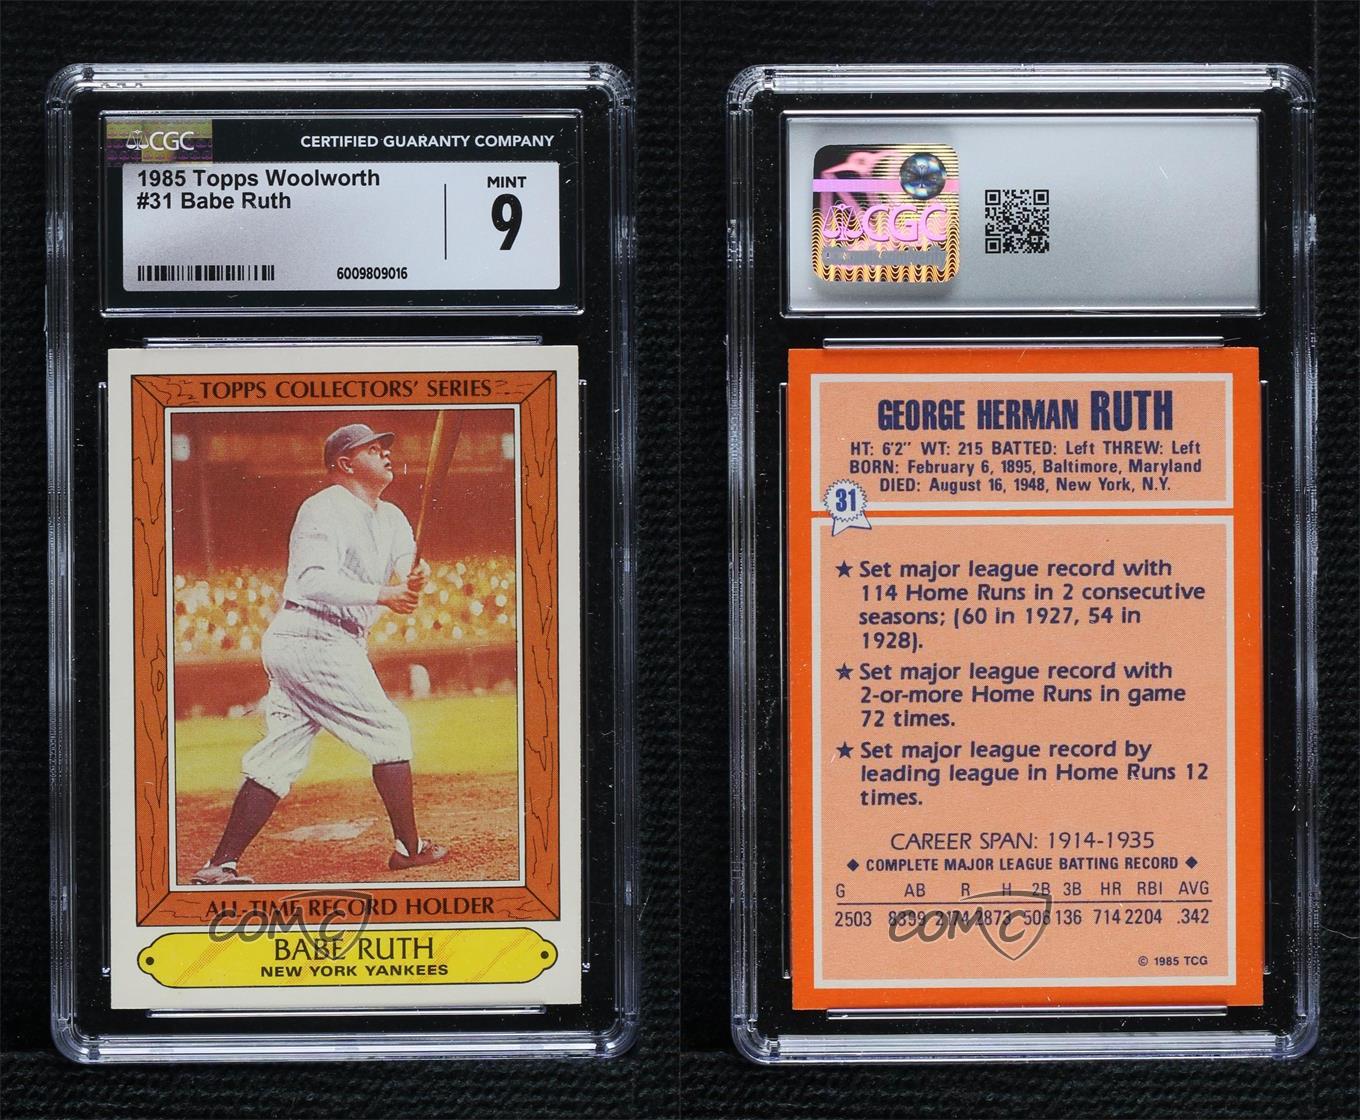 CGC
CERTIFIED GUARANTY COMPANY
1985 Topps Woolworth
#31 Babe Ruth
MINT
9
6009809016
TOPPS COLLECTORS' SERIES
ALL-TIME RECORD HOLDER
COMC
BABE RUTH
NEW YORK YANKEES
CGC
GEORGE HERMAN RUTH
HT: 6'2" WT: 215 BATTED: Left THREW: Left
BORN: February 6, 1895, Baltimore, Maryland
DIED: August 16, 1948, New York, N.Y.
31
★ Set major league record with
114 Home Runs in 2 consecutive
seasons; (60 in 1927, 54 in
1928).
★ Set major league record with
2-or-more Home Runs in game
72 times.
★ Set major league record by
leading league in Home Runs 12
times.
CAREER SPAN: 1914-1935
◆ COMPLETE MAJOR LEAGUE BATTING RECORD ◆
G AB R H 2B 3B HR RBI AVG
2503 8399 2174 2873 506 136 714 2204 .342
COMC
© 1985 TCG